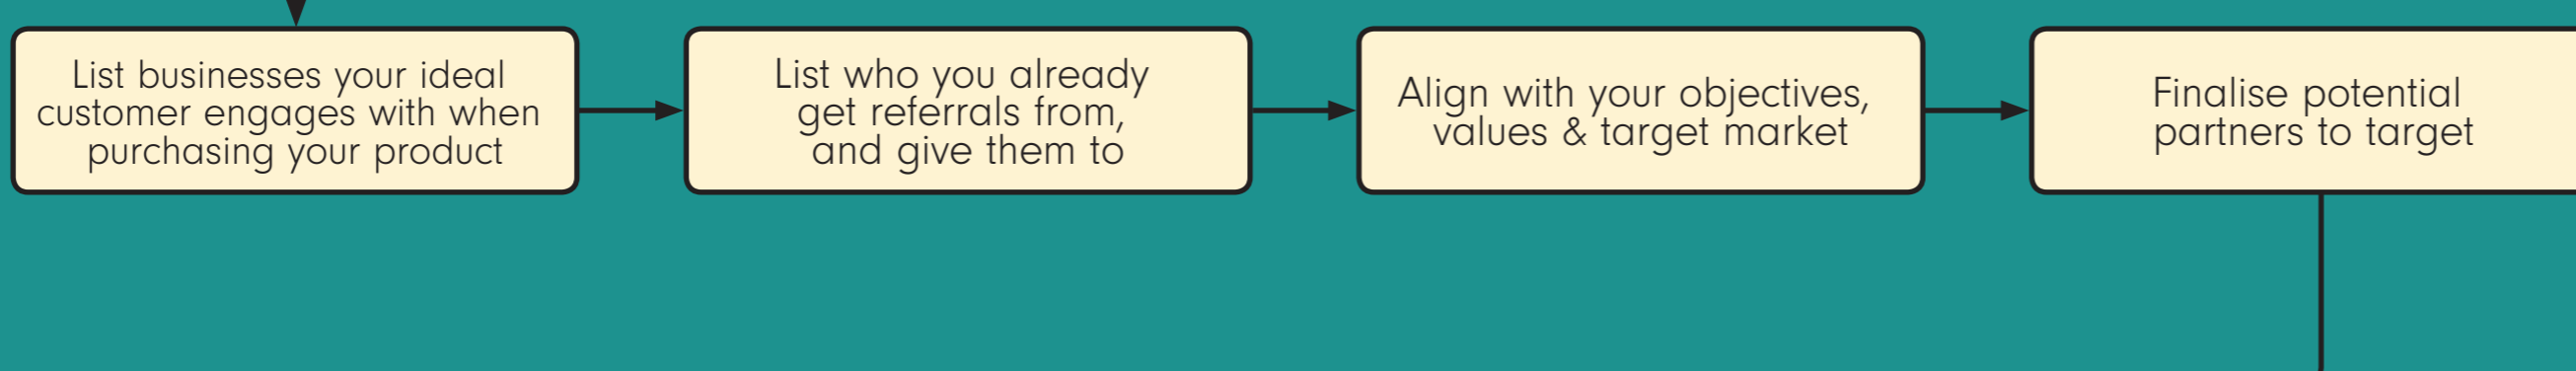 List businesses your ideal
customer engages with when
purchasing your product
List who you already
get referrals from,
and give them to
Align with your objectives,
values & target market
Finalise potential
partners to target